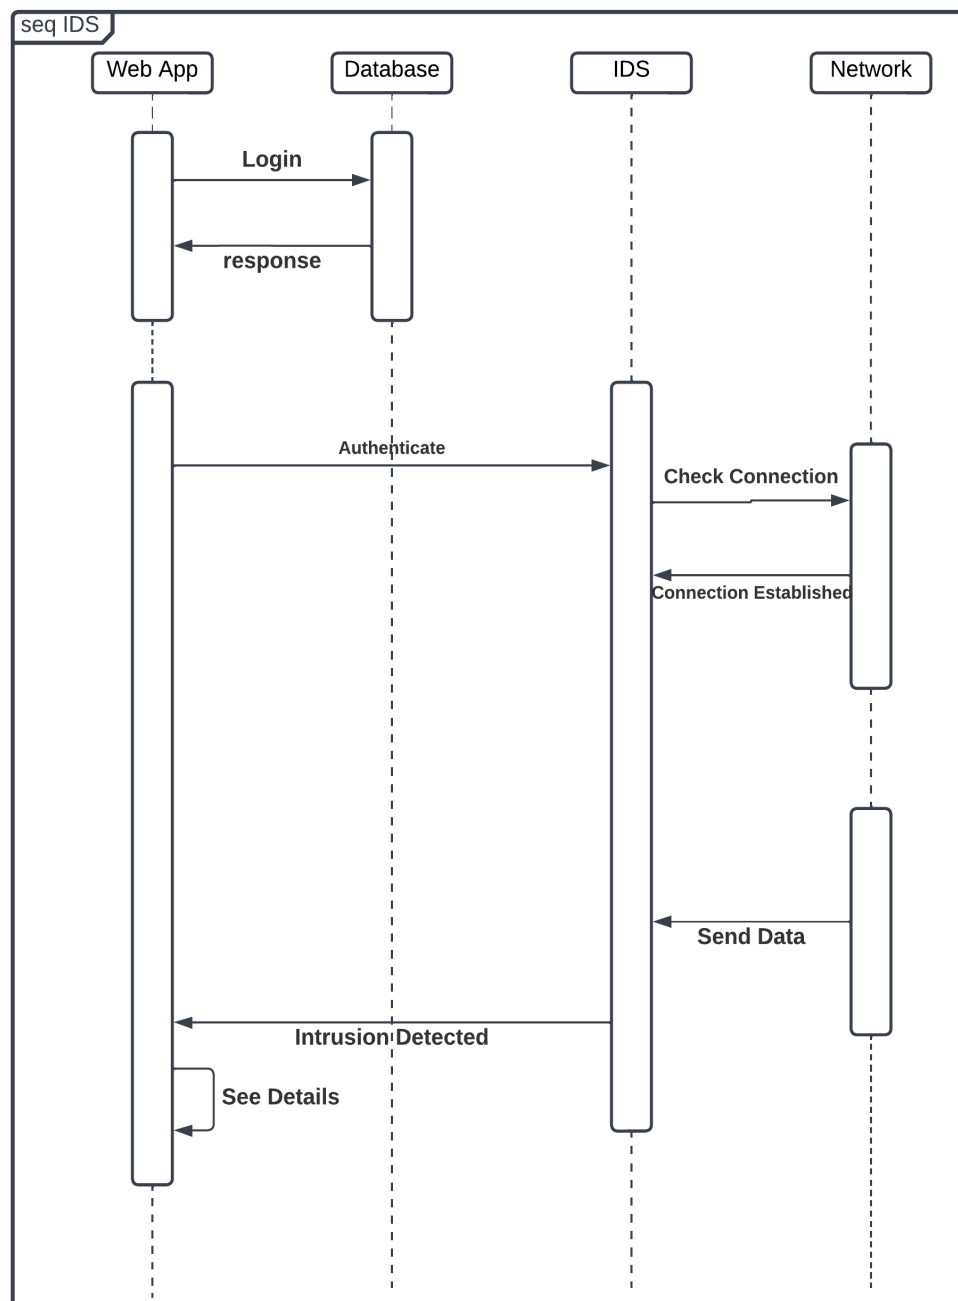 seq IDS
Web App
Database
IDS
Network
Login
response
Authenticate
Check Connection
Connection Established
Send Data
Intrusion Detected
See Details